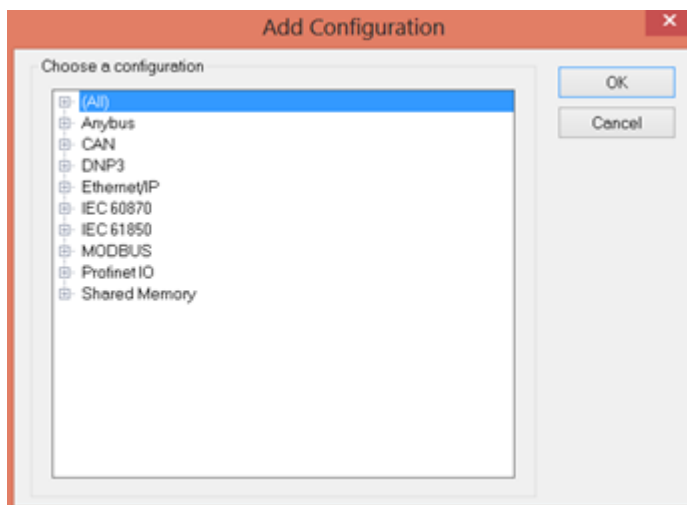 Add Configuration
Choose a configuration
OK
Cancel
(All)
Anybus
CAN
DNP3
Ethernet/IP
IEC 60870
IEC 61850
MODBUS
Profinet IO
Shared Memory